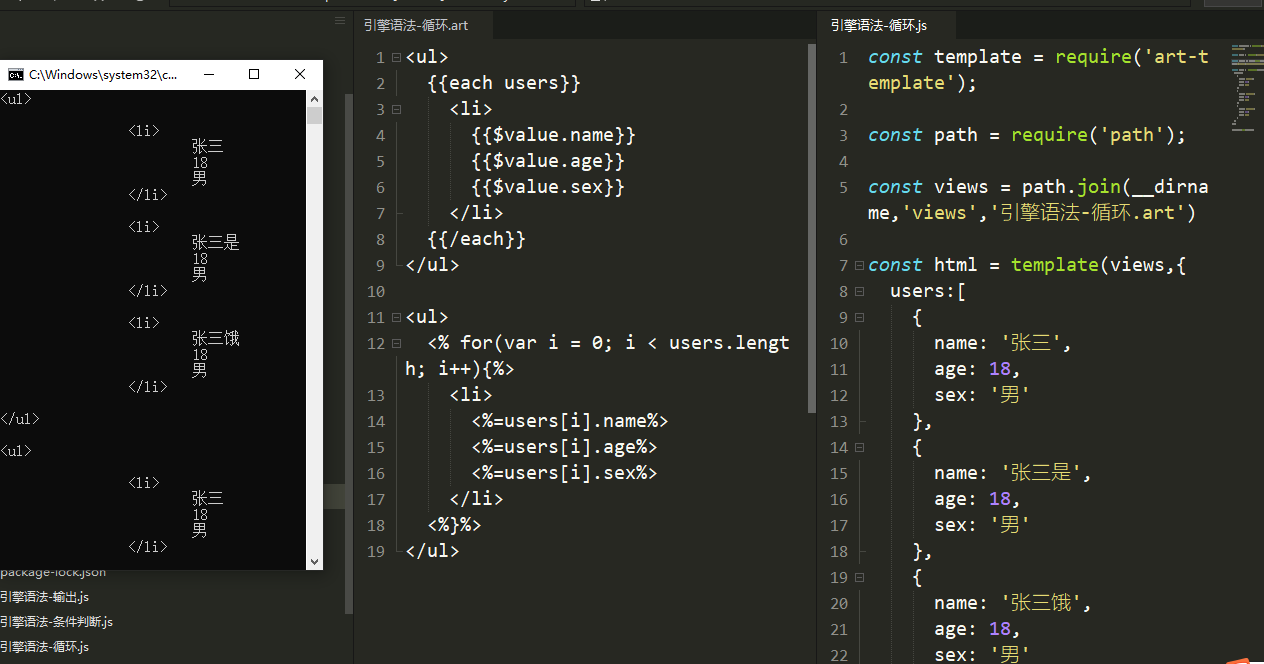 C:\Windows\system32\c...
<ul>
<li>
张三
18
男
</li>
<li>
张三是
18
男
</li>
<li>
张三饿
18
男
</li>
</ul>
<ul>
<li>
张三
18
男
</li>
package-lock.json
引擎语法-输出.js
引擎语法-条件判断.js
引擎语法-循环.js
引擎语法-循环.art
1 <ul>
2 {{each users}}
3 <li>
4 {{$value.name}}
5 {{$value.age}}
6 {{$value.sex}}
7 </li>
8 {{/each}}
9 </ul>
10
11 <ul>
12 <% for(var i = 0; i < users.lengt
h; i++){%>
13 <li>
14 <%=users[i].name%>
15 <%=users[i].age%>
16 <%=users[i].sex%>
17 </li>
18 <%}%>
19 </ul>
引擎语法-循环.js
1 const template = require('art-t
emplate');
2
3 const path = require('path');
4
5 const views = path.join(__dirna
me,'views','引擎语法-循环.art')
6
7 const html = template(views,{
8 users:[
9 {
10 name: '张三',
11 age: 18,
12 sex: '男'
13 },
14 {
15 name: '张三是',
16 age: 18,
17 sex: '男'
18 },
19 {
20 name: '张三饿',
21 age: 18,
22 sex: '男'